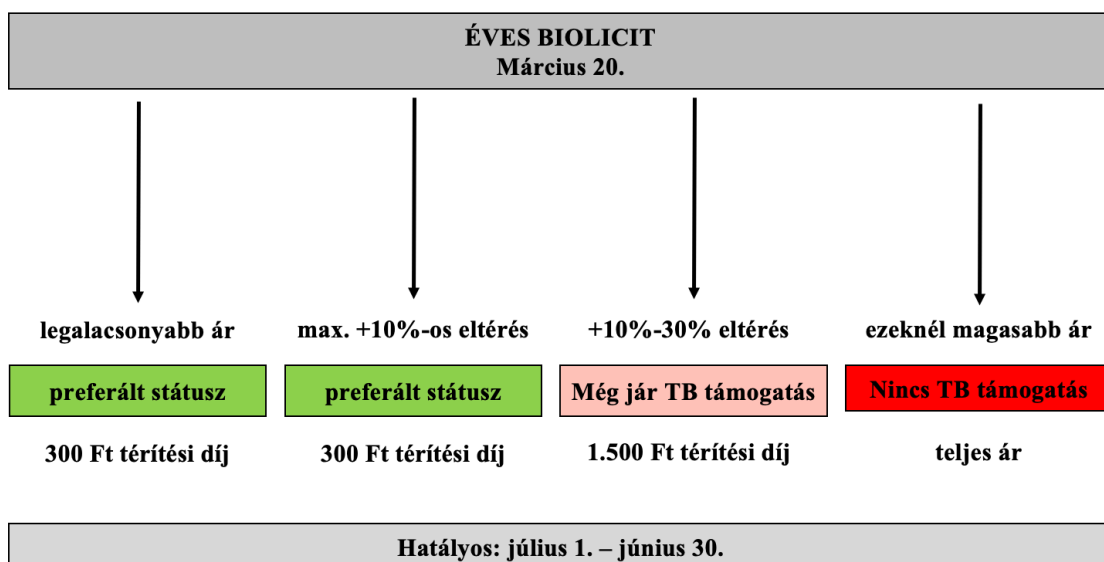 ÉVES BIOLICIT
Március 20.
legalacsonyabb ár
max. +10%-os eltérés
+10%-30% eltérés
ezeknél magasabb ár
preferált státusz
preferált státusz
Még jár TB támogatás
Nincs TB támogatás
300 Ft térítési díj
300 Ft térítési díj
1.500 Ft térítési díj
teljes ár
Hatályos: július 1. – június 30.